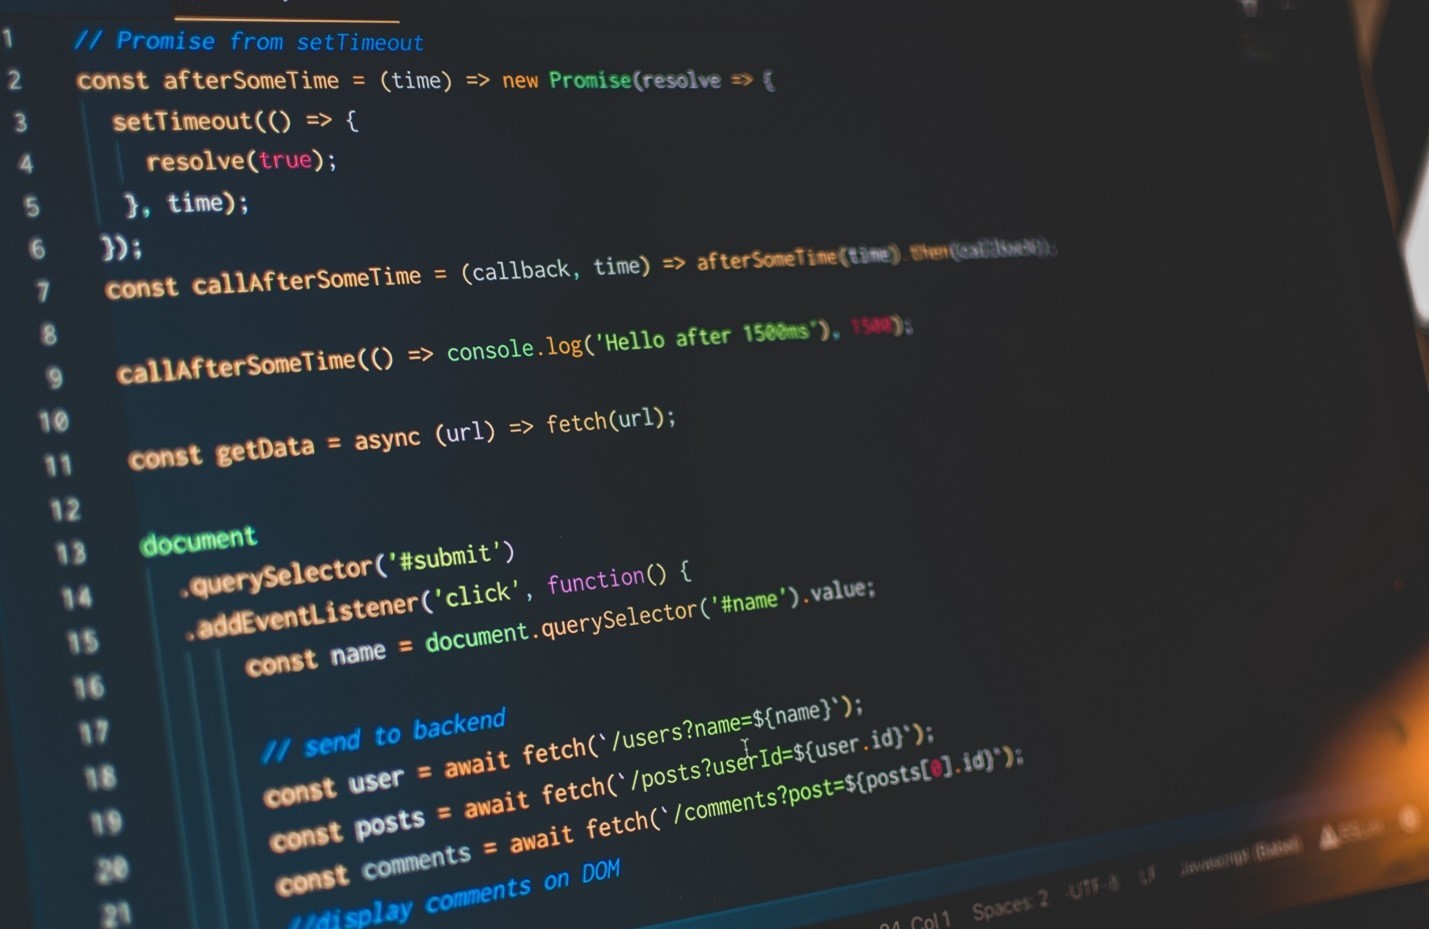 1 // Promise from setTimeout
2 const afterSomeTime = (time) => new Promise(resolve => {
3 setTimeout(() => {
4 resolve(true);
5 }, time);
6 });
7 const callAfterSomeTime = (callback, time) => afterSomeTime(time).then(callback);
8
9 callAfterSomeTime(() => console.log('Hello after 1500ms'), 1500);
10
11 const getData = async (url) => fetch(url);
12
13 document
14 .querySelector('#submit')
15 .addEventListener('click', function() {
16 const name = document.querySelector('#name').value;
17
18 // send to backend
19 const user = await fetch(`/users?name=${name}`);
20 const posts = await fetch(`/posts?userId=${user.id}`);
21 const comments = await fetch(`/comments?post=${posts[0].id}`);
//display comments on DOM
Col 1 Spaces: 2 UTF-8 LF Javascript (Babel)